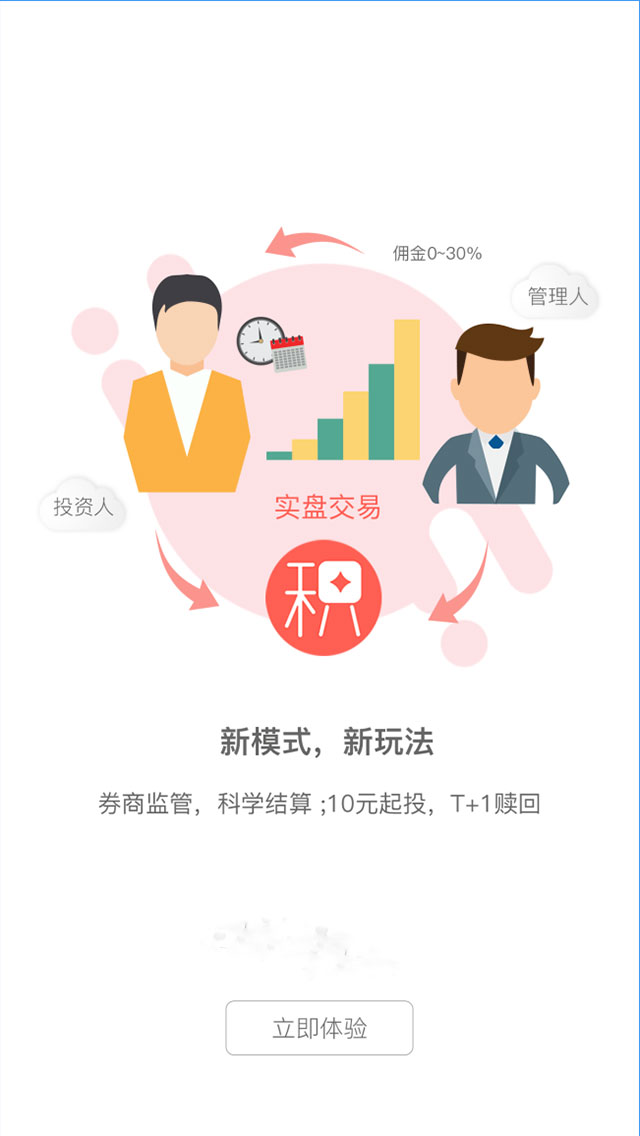 佣金0~30%
管理人
投资人
实盘交易
积
新模式，新玩法
券商监管，科学结算 ;10元起投，T+1赎回
立即体验